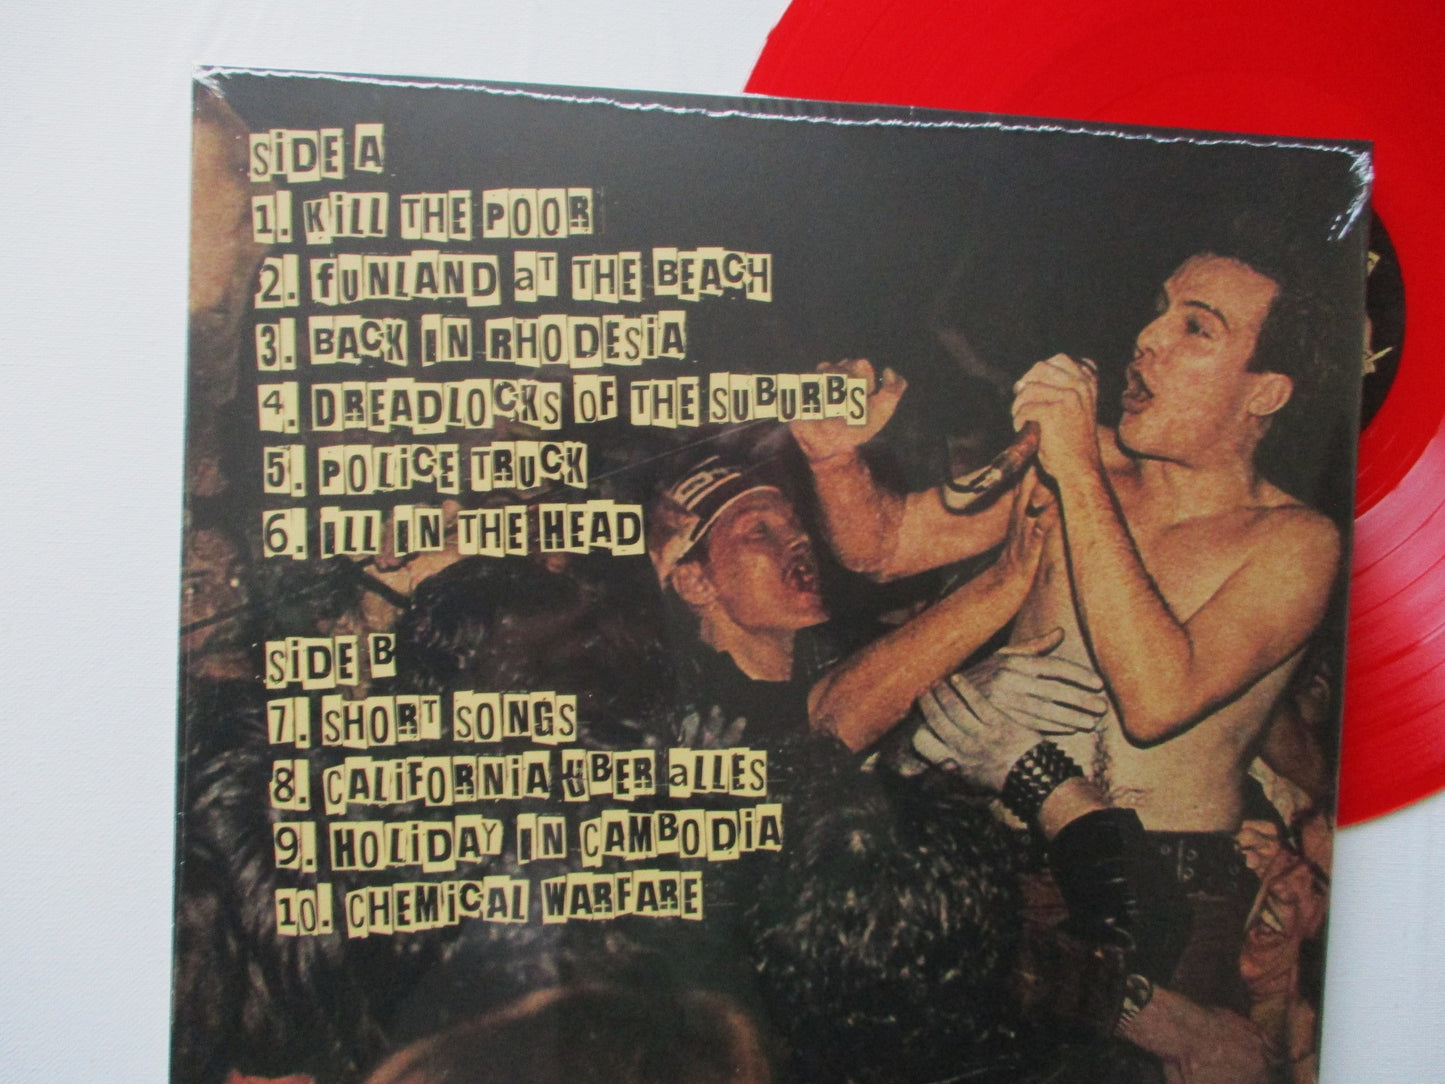 SiDE A
1. KiLL THE POOR
2. fUNLAND aT THE BEACH
3. BACK IN RHODESiA
4. DREADLOCKS OF THE SUBURBS
5. POLiCE TRUCK
6. ILL IN THE HEAD
SiDE B
7. SHORT SONGS
8. CALiFORNiA ÜBER aLLES
9. HOLiDAY IN CAMBODiA
10. CHEMiCAL WARFARE